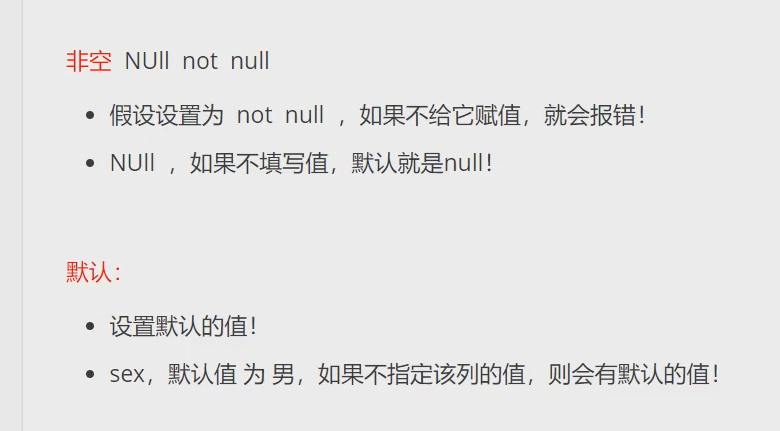 非空 NUll not null
假设设置为 not null ，如果不给它赋值，就会报错！
NUll ，如果不填写值，默认就是null！
默认：
设置默认的值！
sex，默认值 为 男，如果不指定该列的值，则会有默认的值！